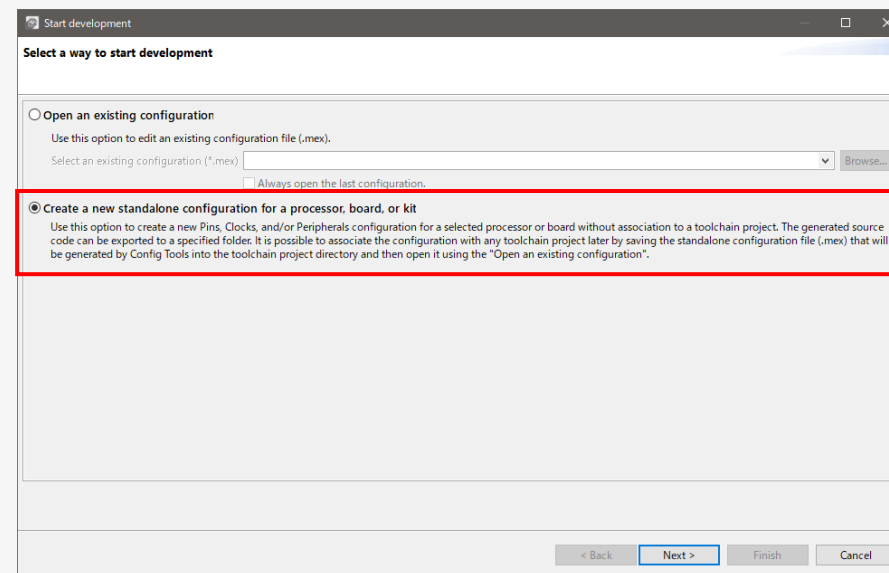 Start development
Select a way to start development
Open an existing configuration
Use this option to edit an existing configuration file (.mex).
Select an existing configuration (*.mex)
Browse...
Always open the last configuration.
Create a new standalone configuration for a processor, board, or kit
Use this option to create a new Pins, Clocks, and/or Peripherals configuration for a selected processor or board without association to a toolchain project. The generated source
code can be exported to a specified folder. It is possible to associate the configuration with any toolchain project later by saving the standalone configuration file (.mex) that will
be generated by Config Tools into the toolchain project directory and then open it using the "Open an existing configuration".
< Back
Next >
Finish
Cancel